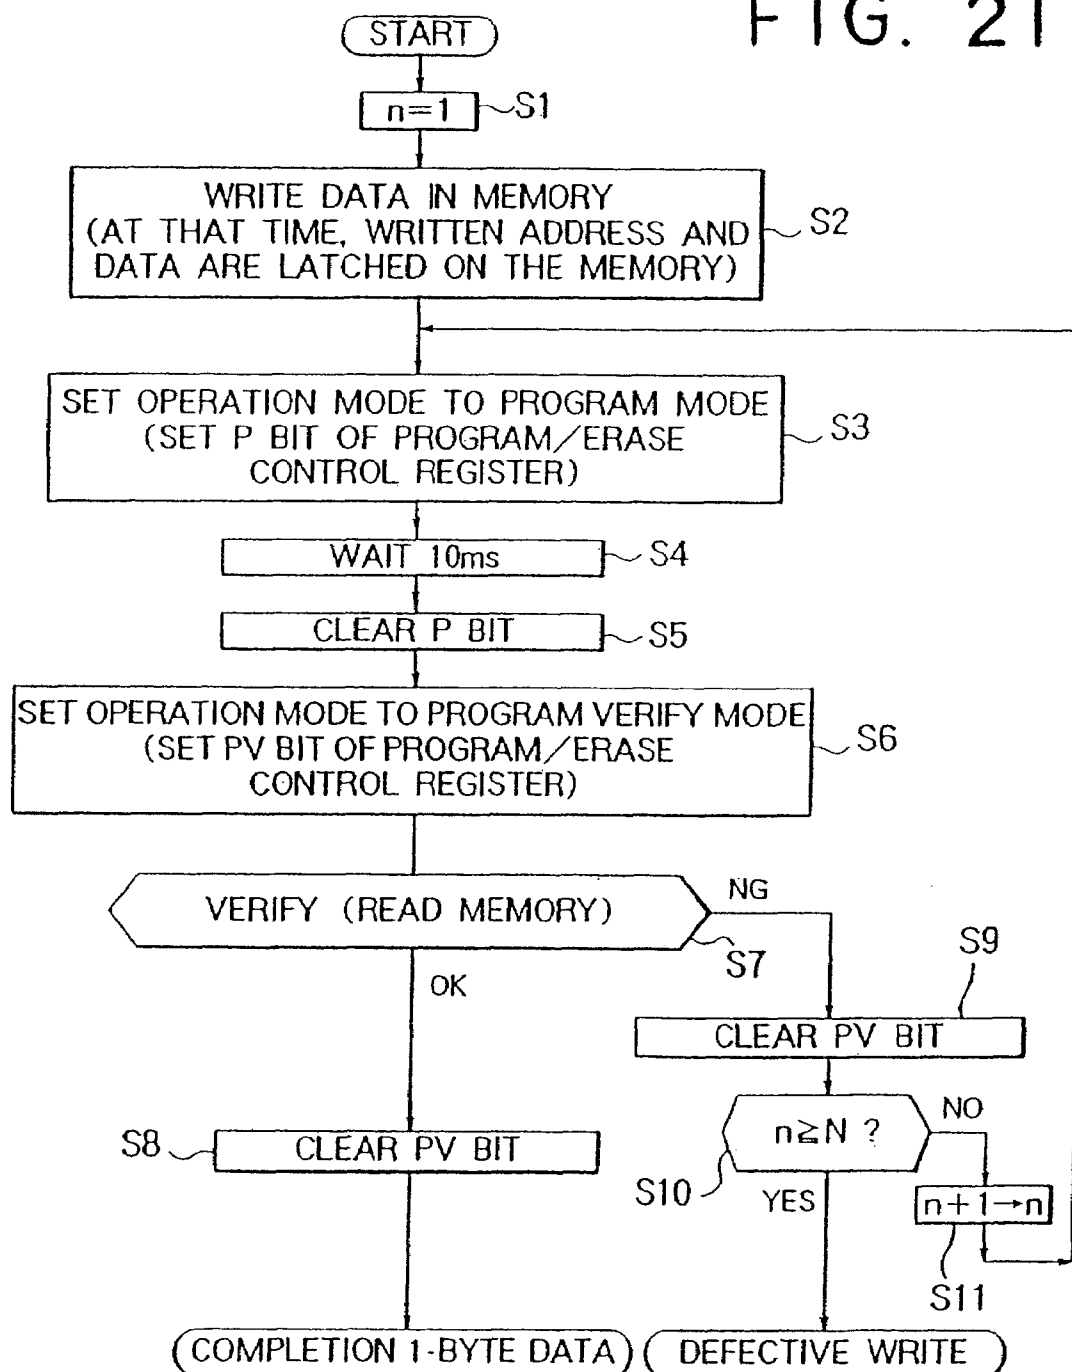 FIG. 21
START
n=1
S1
WRITE DATA IN MEMORY
(AT THAT TIME, WRITTEN ADDRESS AND
DATA ARE LATCHED ON THE MEMORY)
S2
SET OPERATION MODE TO PROGRAM MODE
(SET P BIT OF PROGRAM/ERASE
CONTROL REGISTER)
S3
WAIT 10ms
S4
CLEAR P BIT
S5
SET OPERATION MODE TO PROGRAM VERIFY MODE
(SET PV BIT OF PROGRAM/ERASE
CONTROL REGISTER)
S6
VERIFY (READ MEMORY)
NG
S7
OK
S9
CLEAR PV BIT
n≧N ?
NO
S10
YES
n+1→n
S11
S8
CLEAR PV BIT
COMPLETION 1-BYTE DATA
DEFECTIVE WRITE